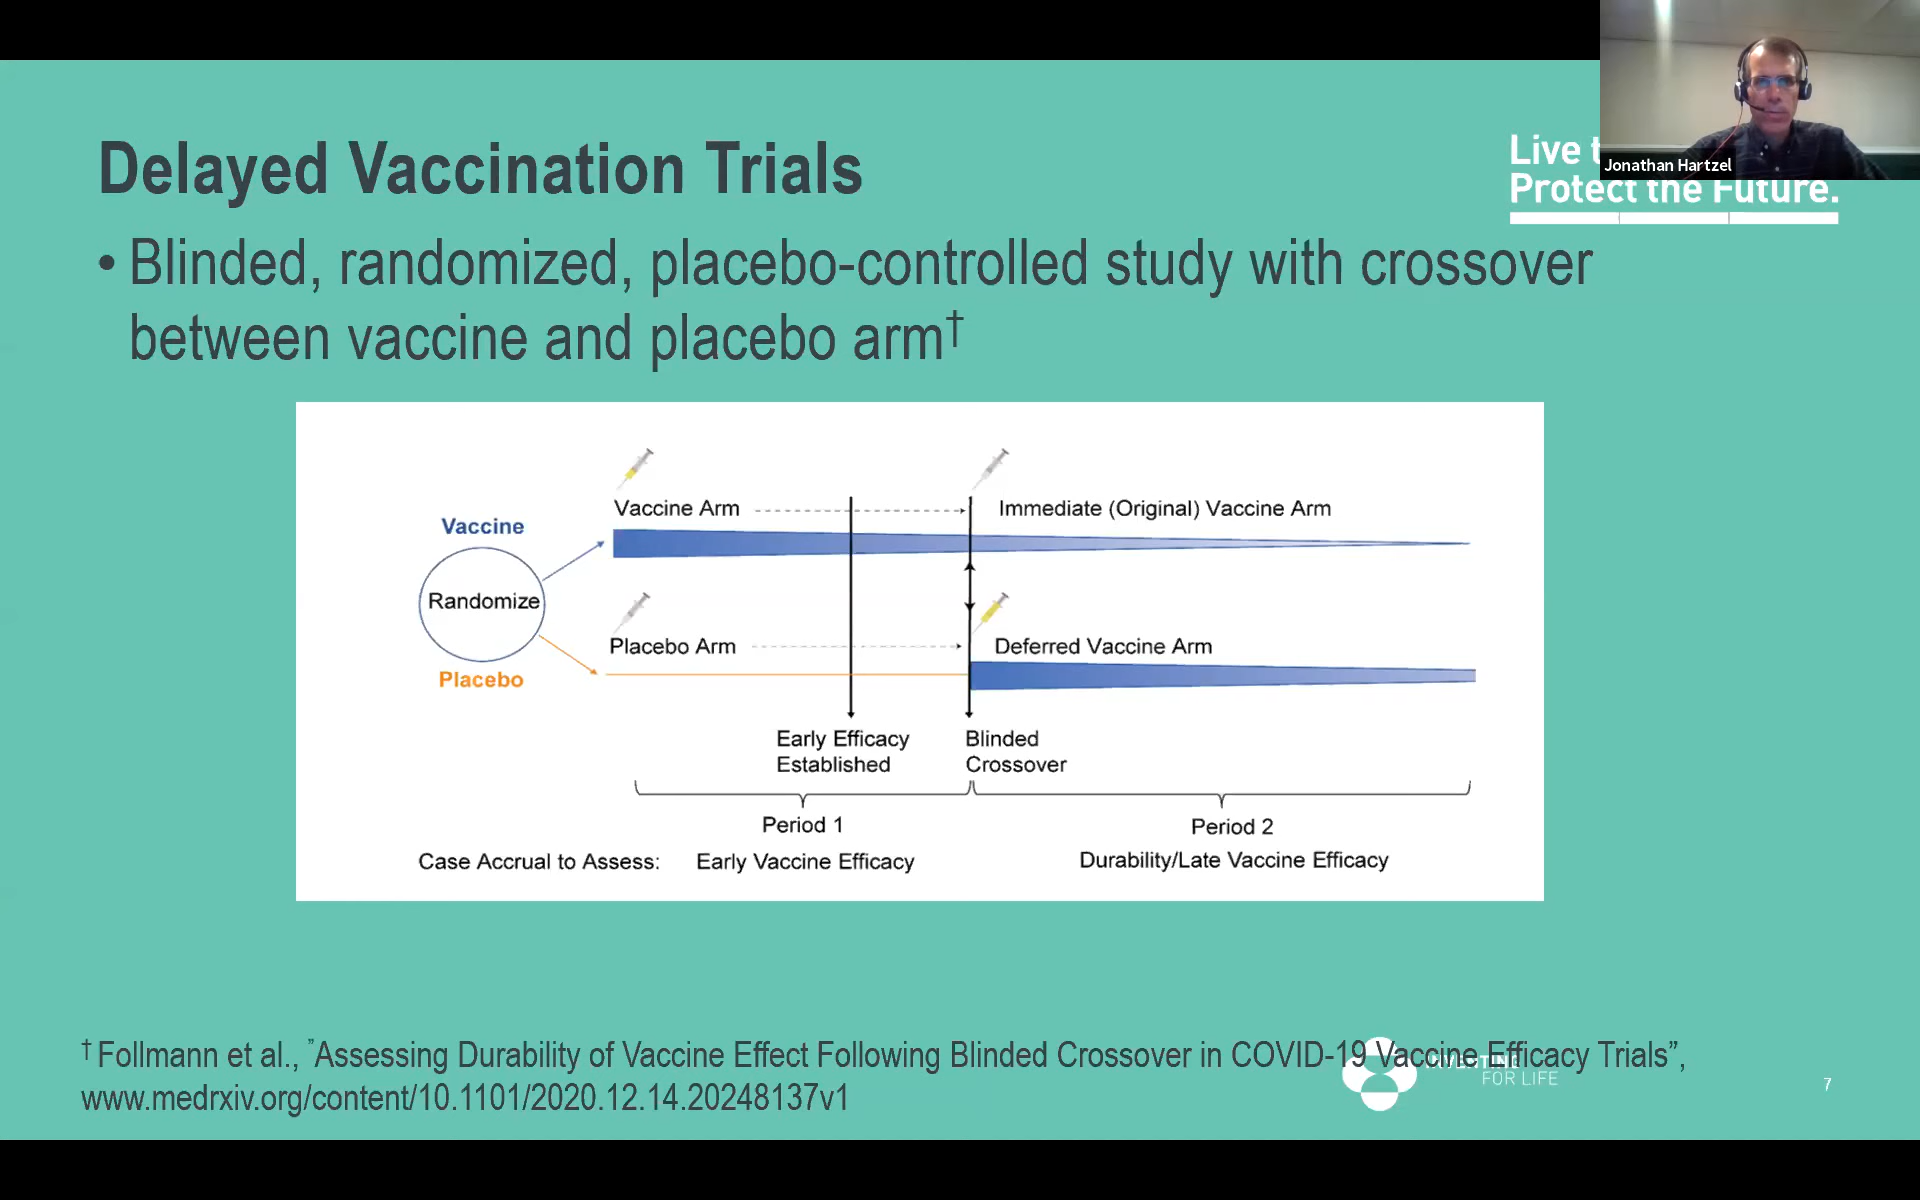 Delayed Vaccination Trials
Live t
Protect the Future.
Jonathan Hartzel
• Blinded, randomized, placebo-controlled study with crossover
between vaccine and placebo arm†
Vaccine Arm
Immediate (Original) Vaccine Arm
Vaccine
Randomize
Placebo
Placebo Arm
Deferred Vaccine Arm
Early Efficacy
Established
Blinded
Crossover
Period 1
Period 2
Case Accrual to Assess:
Early Vaccine Efficacy
Durability/Late Vaccine Efficacy
† Follmann et al., ”Assessing Durability of Vaccine Effect Following Blinded Crossover in COVID-19 Vaccine Efficacy Trials”,
www.medrxiv.org/content/10.1101/2020.12.14.20248137v1
FOR LIFE
7